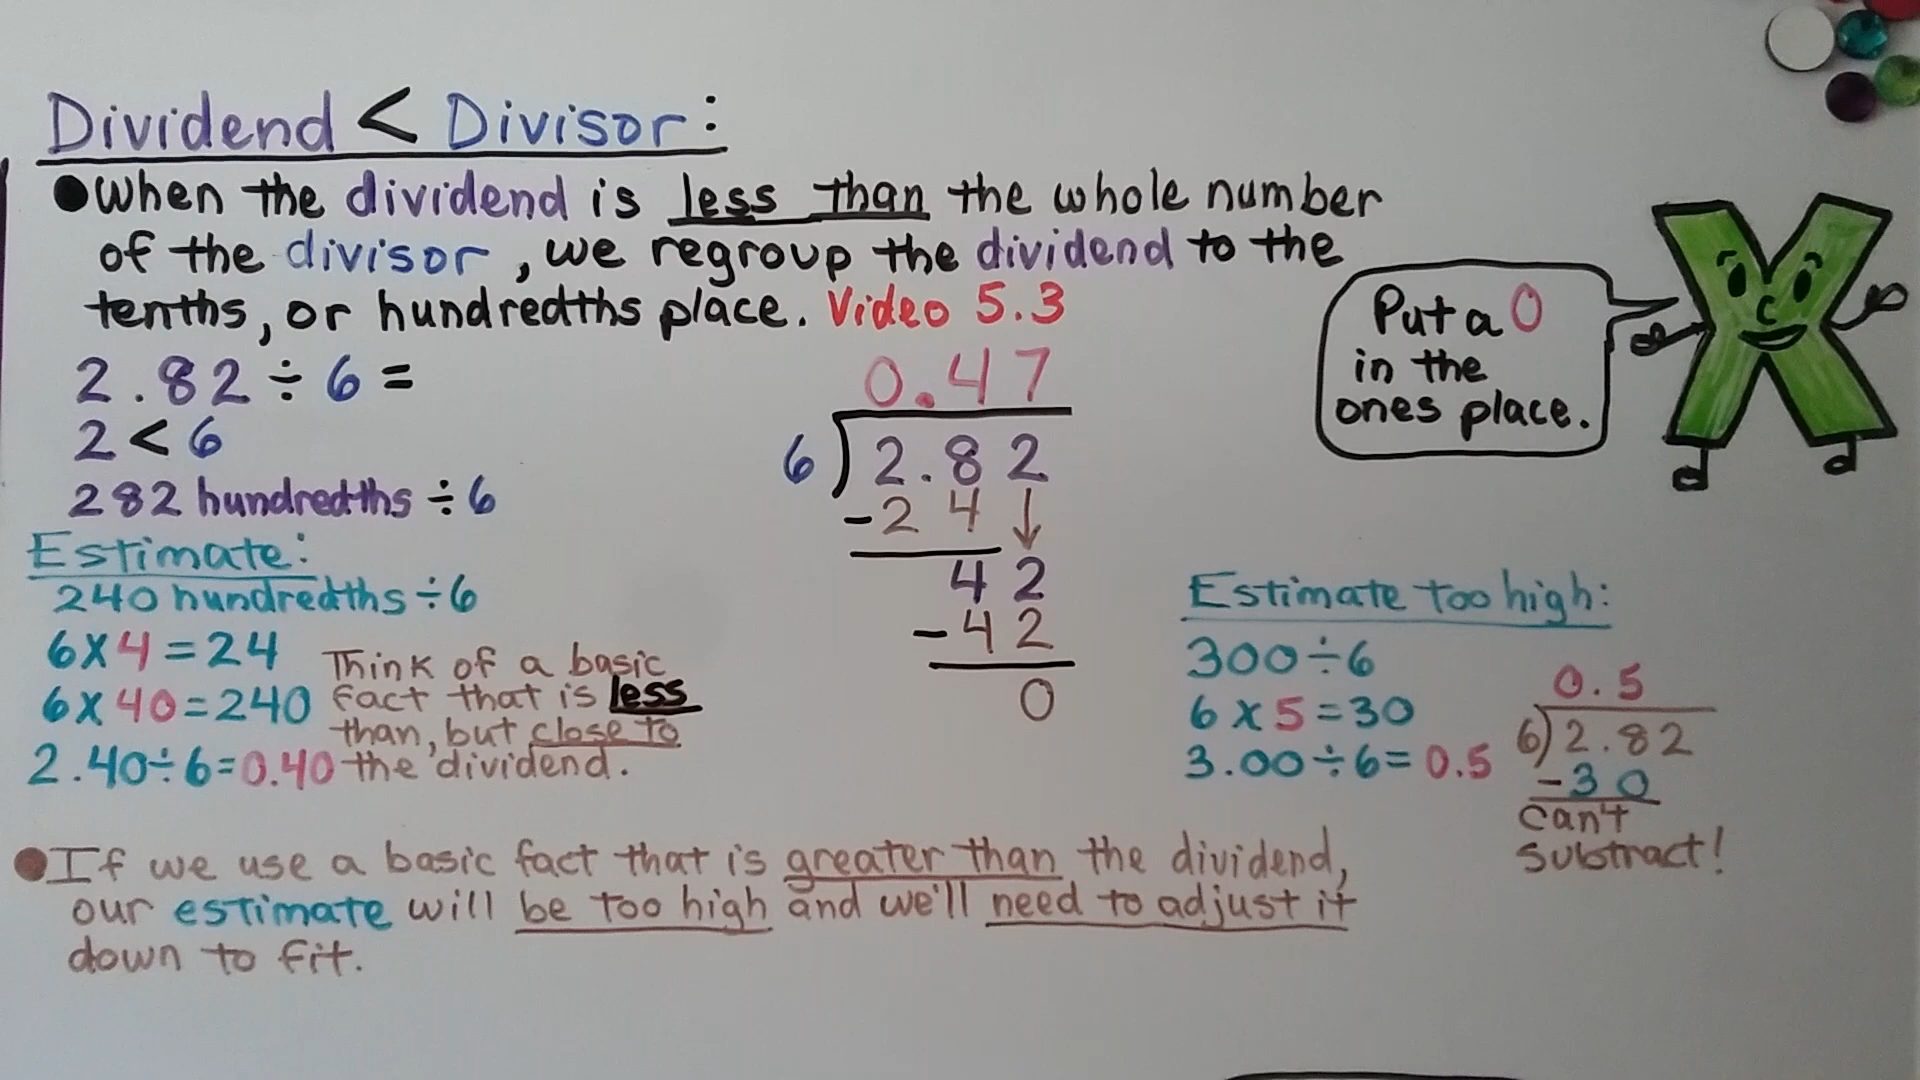 Dividend < Divisor:
●When the dividend is less than the whole number
of the divisor, we regroup the dividend to the
tenths, or hundredths place. Video 5.3
2.82 ÷ 6 =
2 < 6
282 hundredths ÷ 6
Estimate:
240 hundredths ÷ 6
6 x 4 = 24
6 x 40 = 240
2.40 ÷ 6 = 0.40
Think of a basic
fact that is less
than, but close to
the dividend.
0.47
6)2.82
-24↓
42
-42
0
Put a 0
in the
ones place.
Estimate too high:
300 ÷ 6
6 x 5 = 30
3.00 ÷ 6 = 0.5
0.5
6)2.82
-30
can't
subtract!
●If we use a basic fact that is greater than the dividend,
our estimate will be too high and we'll need to adjust it
down to fit.